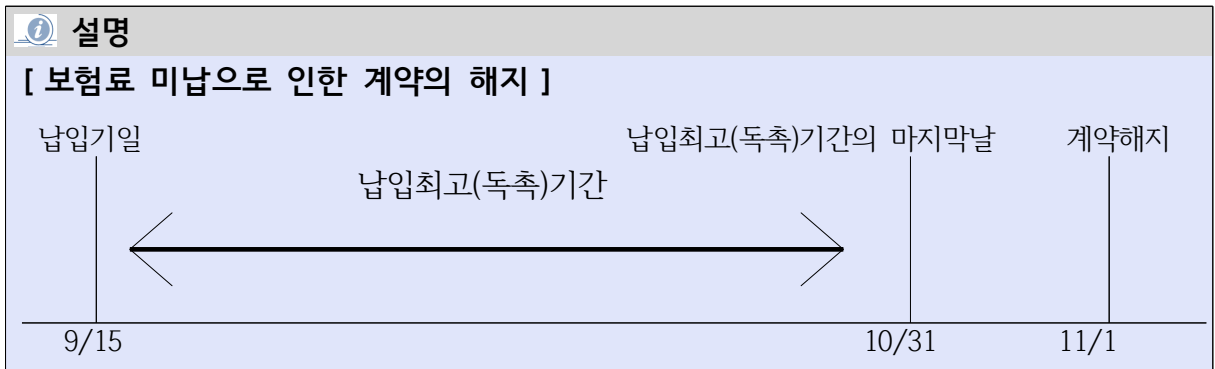 설명
[ 보험료 미납으로 인한 계약의 해지 ]
납입기일 납입최고(독촉)기간의 마지막날 계약해지
납입최고(독촉)기간
9/15 10/31 11/1